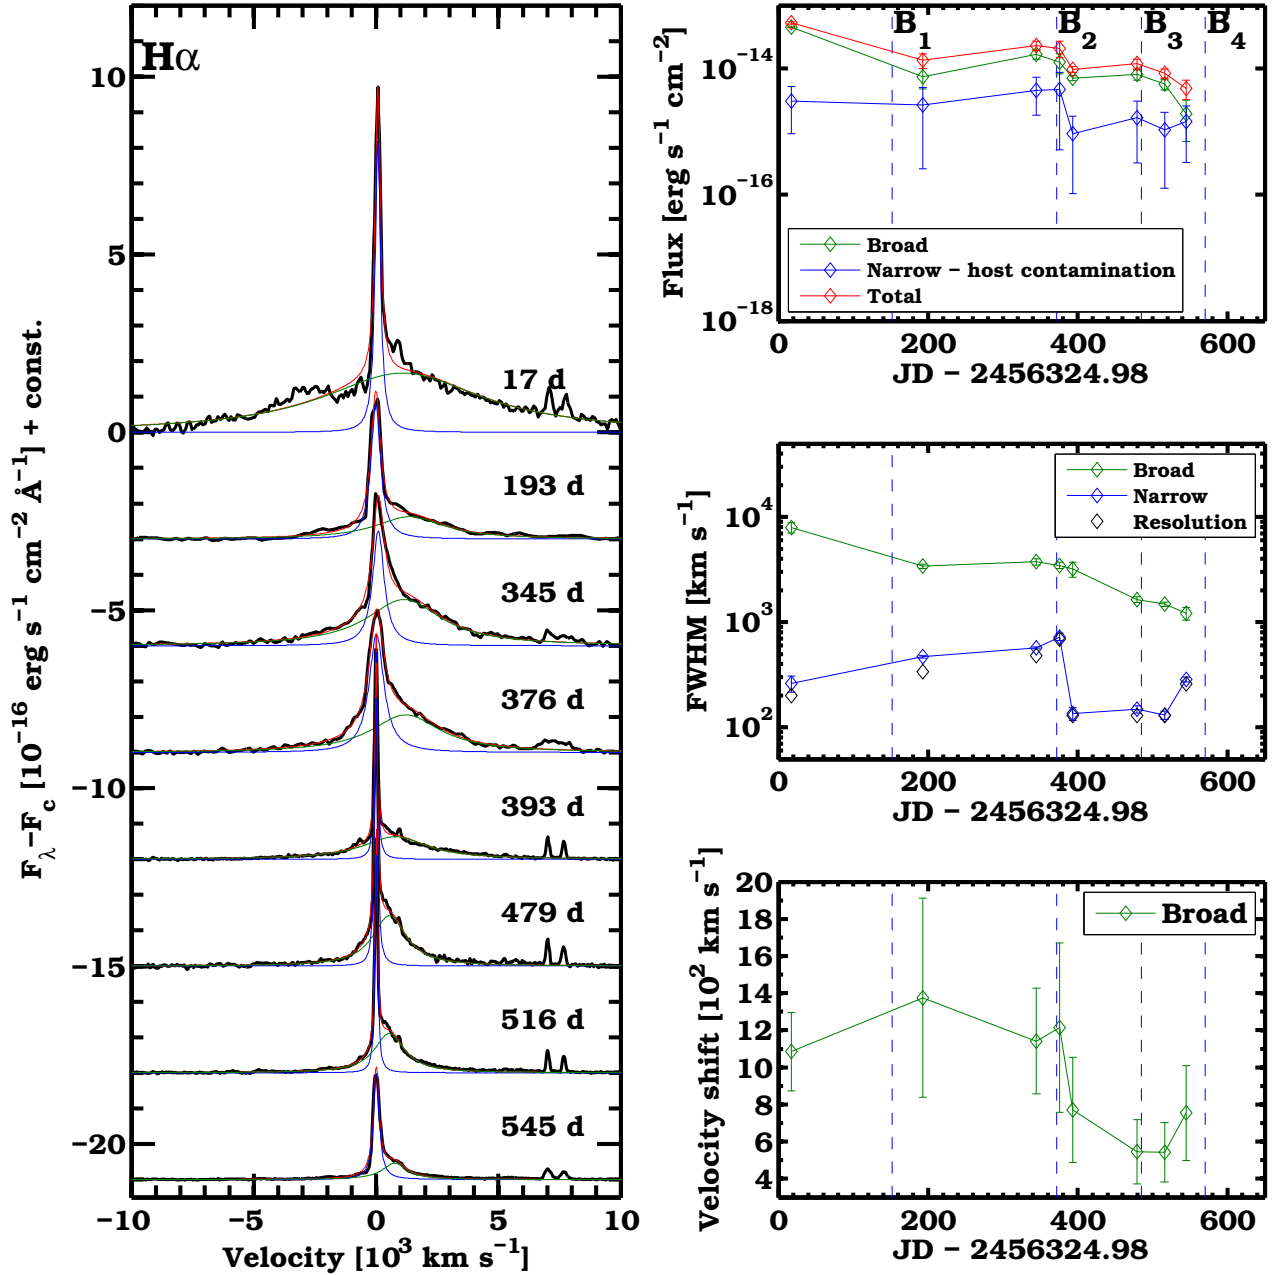 Hα
10
5
0
−5
−10
−15
−20
17 d
193 d
345 d
376 d
393 d
479 d
516 d
545 d
F_λ−F_c [10^−16 erg s^−1 cm^−2 Å^−1] + const.
−10 −5 0 5 10
Velocity [10^3 km s^−1]
B_1 B_2 B_3 B_4
10^−14
10^−16
10^−18
Flux [erg s^−1 cm^−2]
Broad
Narrow − host contamination
Total
0 200 400 600
JD − 2456324.98
10^4
10^3
10^2
FWHM [km s^−1]
Broad
Narrow
Resolution
0 200 400 600
JD − 2456324.98
20
18
16
14
12
10
8
6
4
Velocity shift [10^2 km s^−1]
Broad
0 200 400 600
JD − 2456324.98